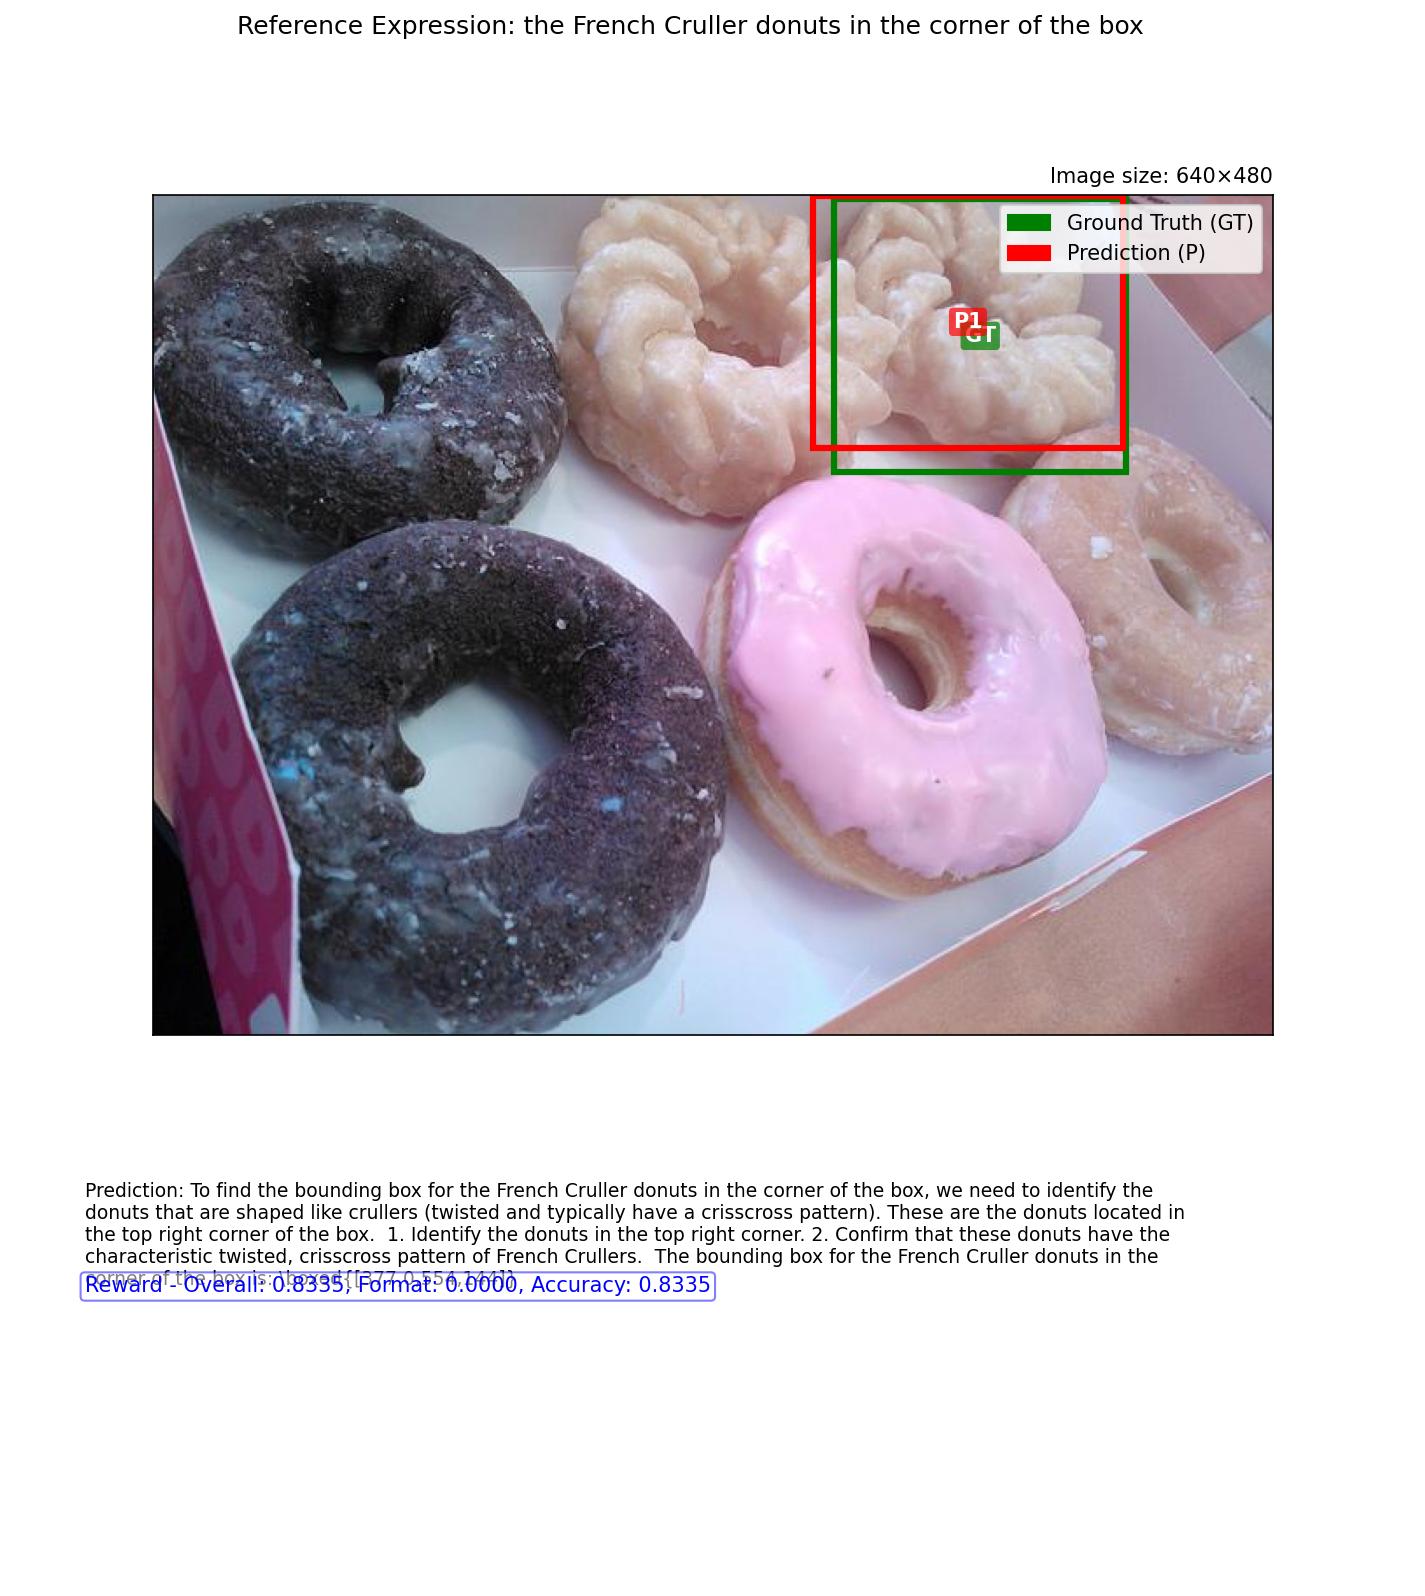 Reference Expression: the French Cruller donuts in the corner of the box
Image size: 640×480
Ground Truth (GT)
Prediction (P)
P1
GT
Prediction: To find the bounding box for the French Cruller donuts in the corner of the box, we need to identify the
donuts that are shaped like crullers (twisted and typically have a crisscross pattern). These are the donuts located in
the top right corner of the box.  1. Identify the donuts in the top right corner. 2. Confirm that these donuts have the
characteristic twisted, crisscross pattern of French Crullers.  The bounding box for the French Cruller donuts in the
corner of the box is: \boxed{[377,0,554,144]}
Reward - Overall: 0.8335, Format: 0.0000, Accuracy: 0.8335